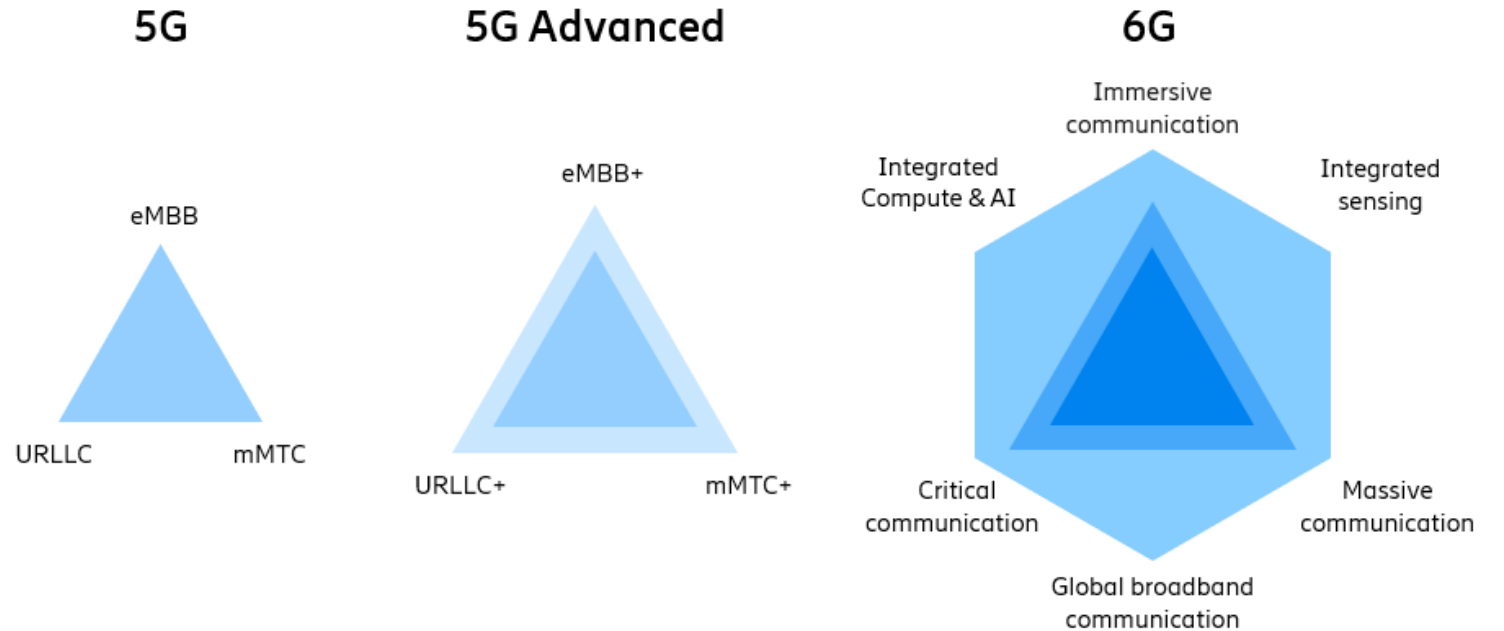 5G
eMBB
URLLC
mMTC
5G Advanced
eMBB+
URLLC+
mMTC+
6G
Immersive
communication
Integrated
Compute & AI
Integrated
sensing
Critical
communication
Massive
communication
Global broadband
communication